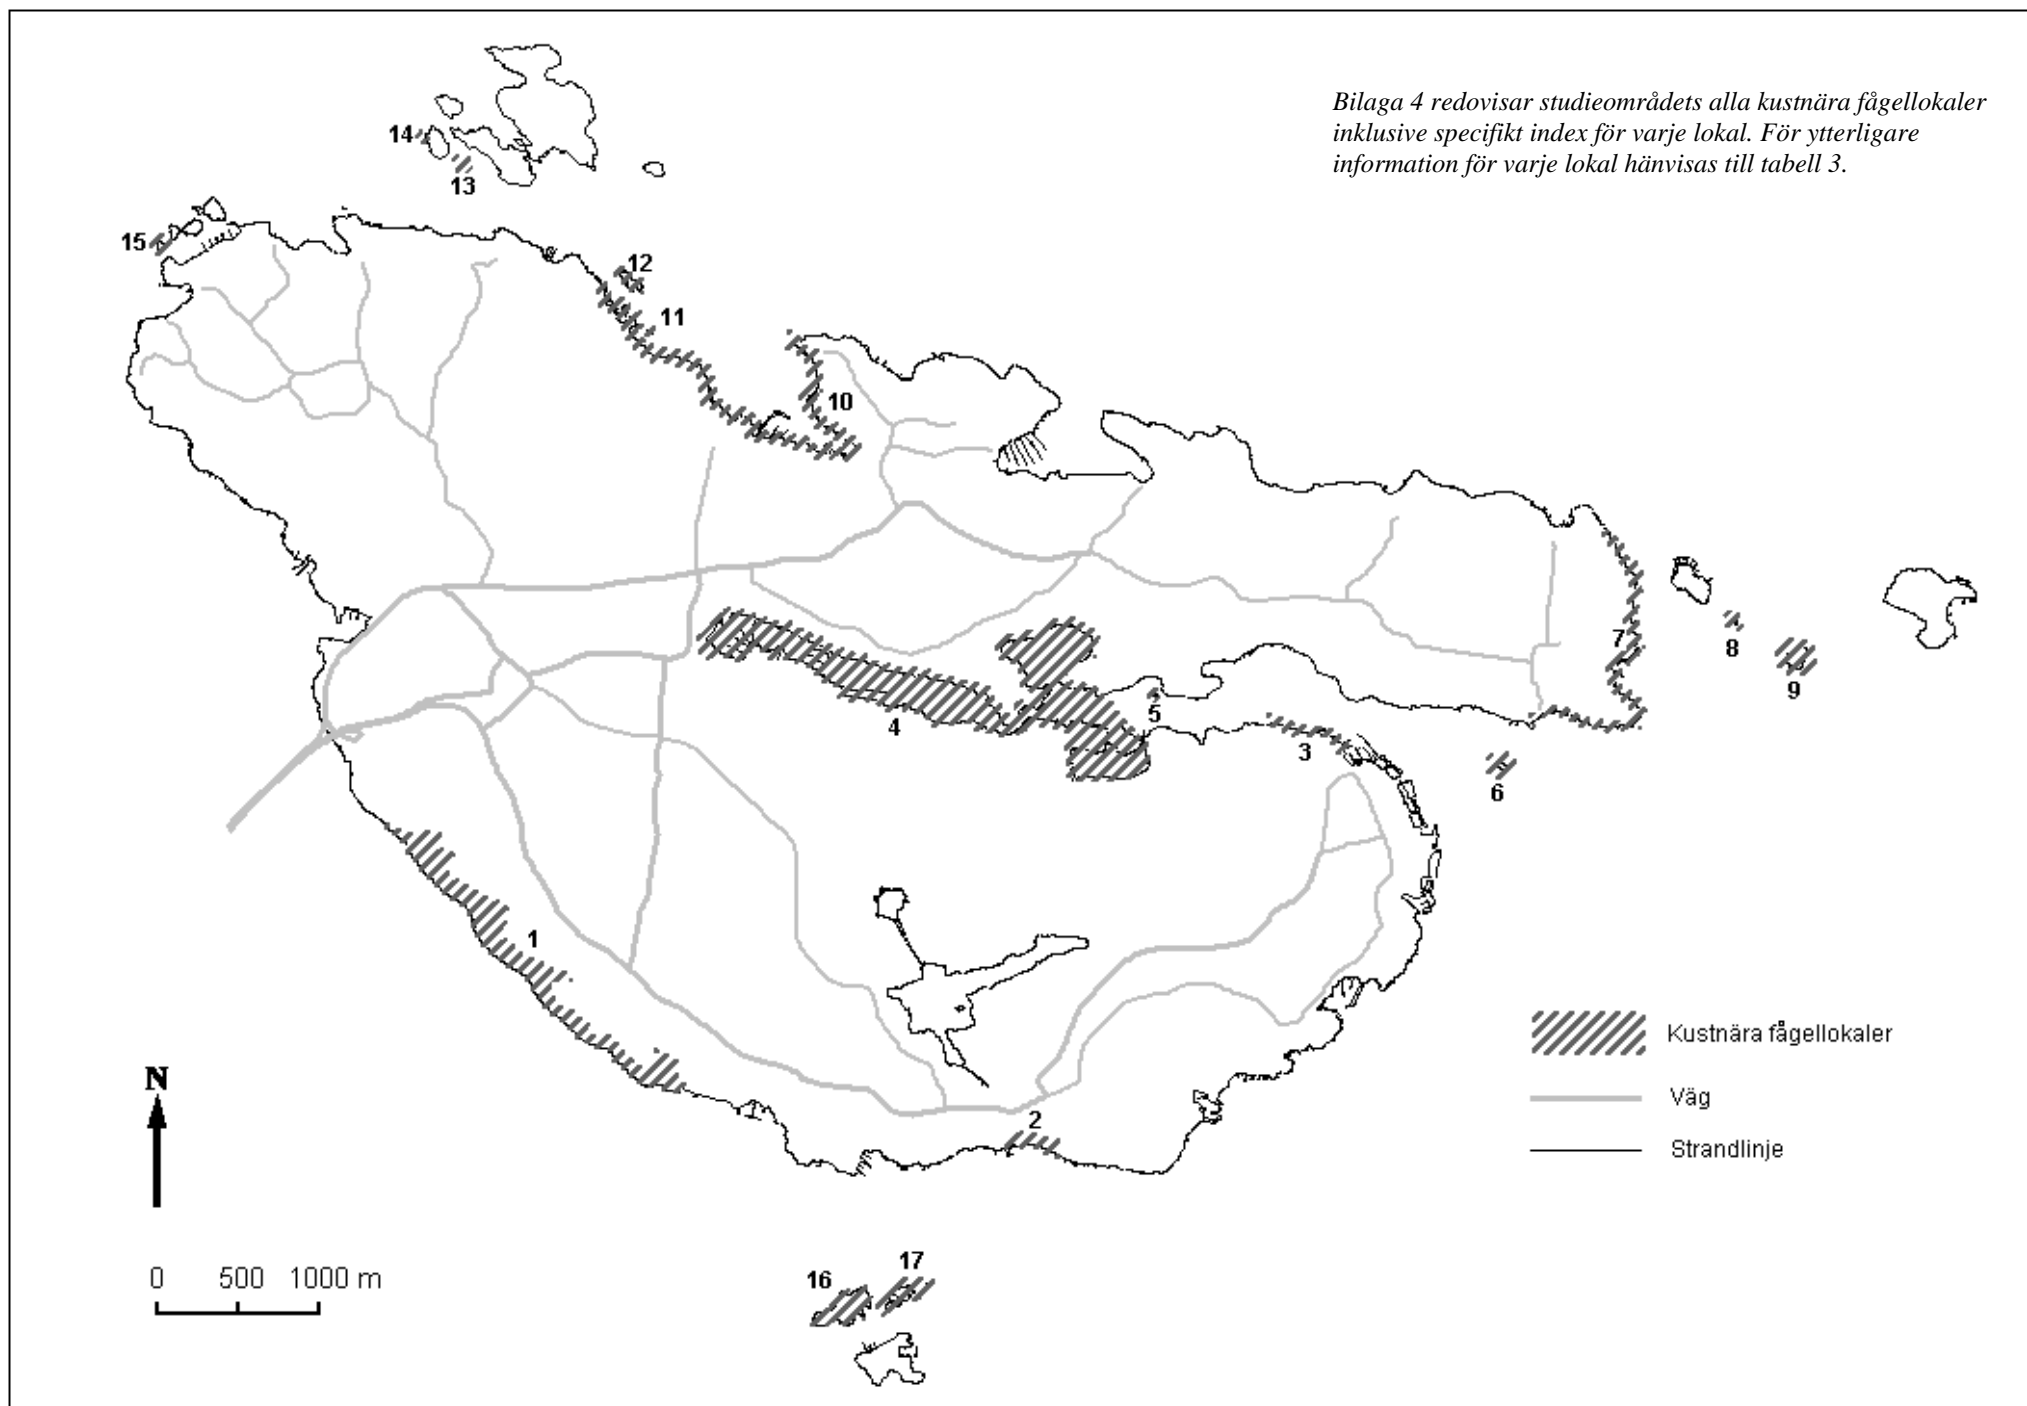 Bilaga 4 redovisar studieområdets alla kustnära fågellokaler
inklusive specifikt index för varje lokal. För ytterligare
information för varje lokal hänvisas till tabell 3.
14
13
15
12
11
10
7
8
9
4
5
3
6
1
2
Kustnära fågellokaler
Väg
Strandlinje
N
0 500 1000 m
16
17